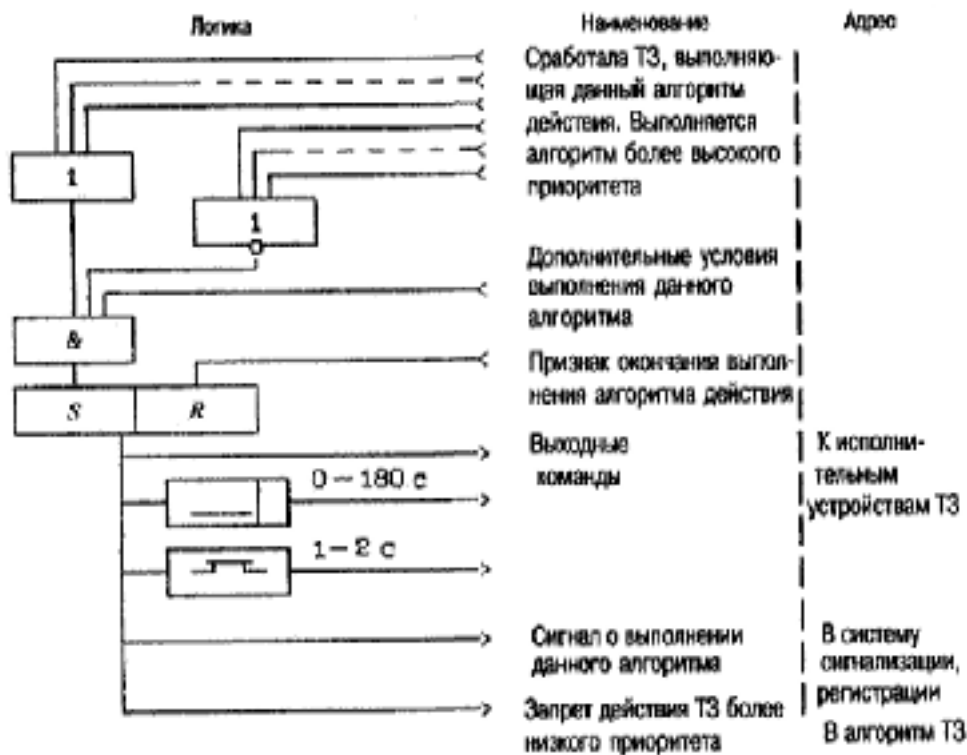 Логика
Наименование
Адрес
Сработала ТЗ, выполняю-
щая данный алгоритм
действия. Выполняется
алгоритм более высокого
приоритета
1
1
Дополнительные условия
выполнения данного
алгоритма
&
Признак окончания выпол-
нения алгоритма действия
S
R
Выходные
команды
К исполни-
тельным
устройствам ТЗ
0 — 180 с
1 — 2 с
Сигнал о выполнении
данного алгоритма
В систему
сигнализации,
регистрации
Запрет действия ТЗ более
низкого приоритета
В алгоритм ТЗ